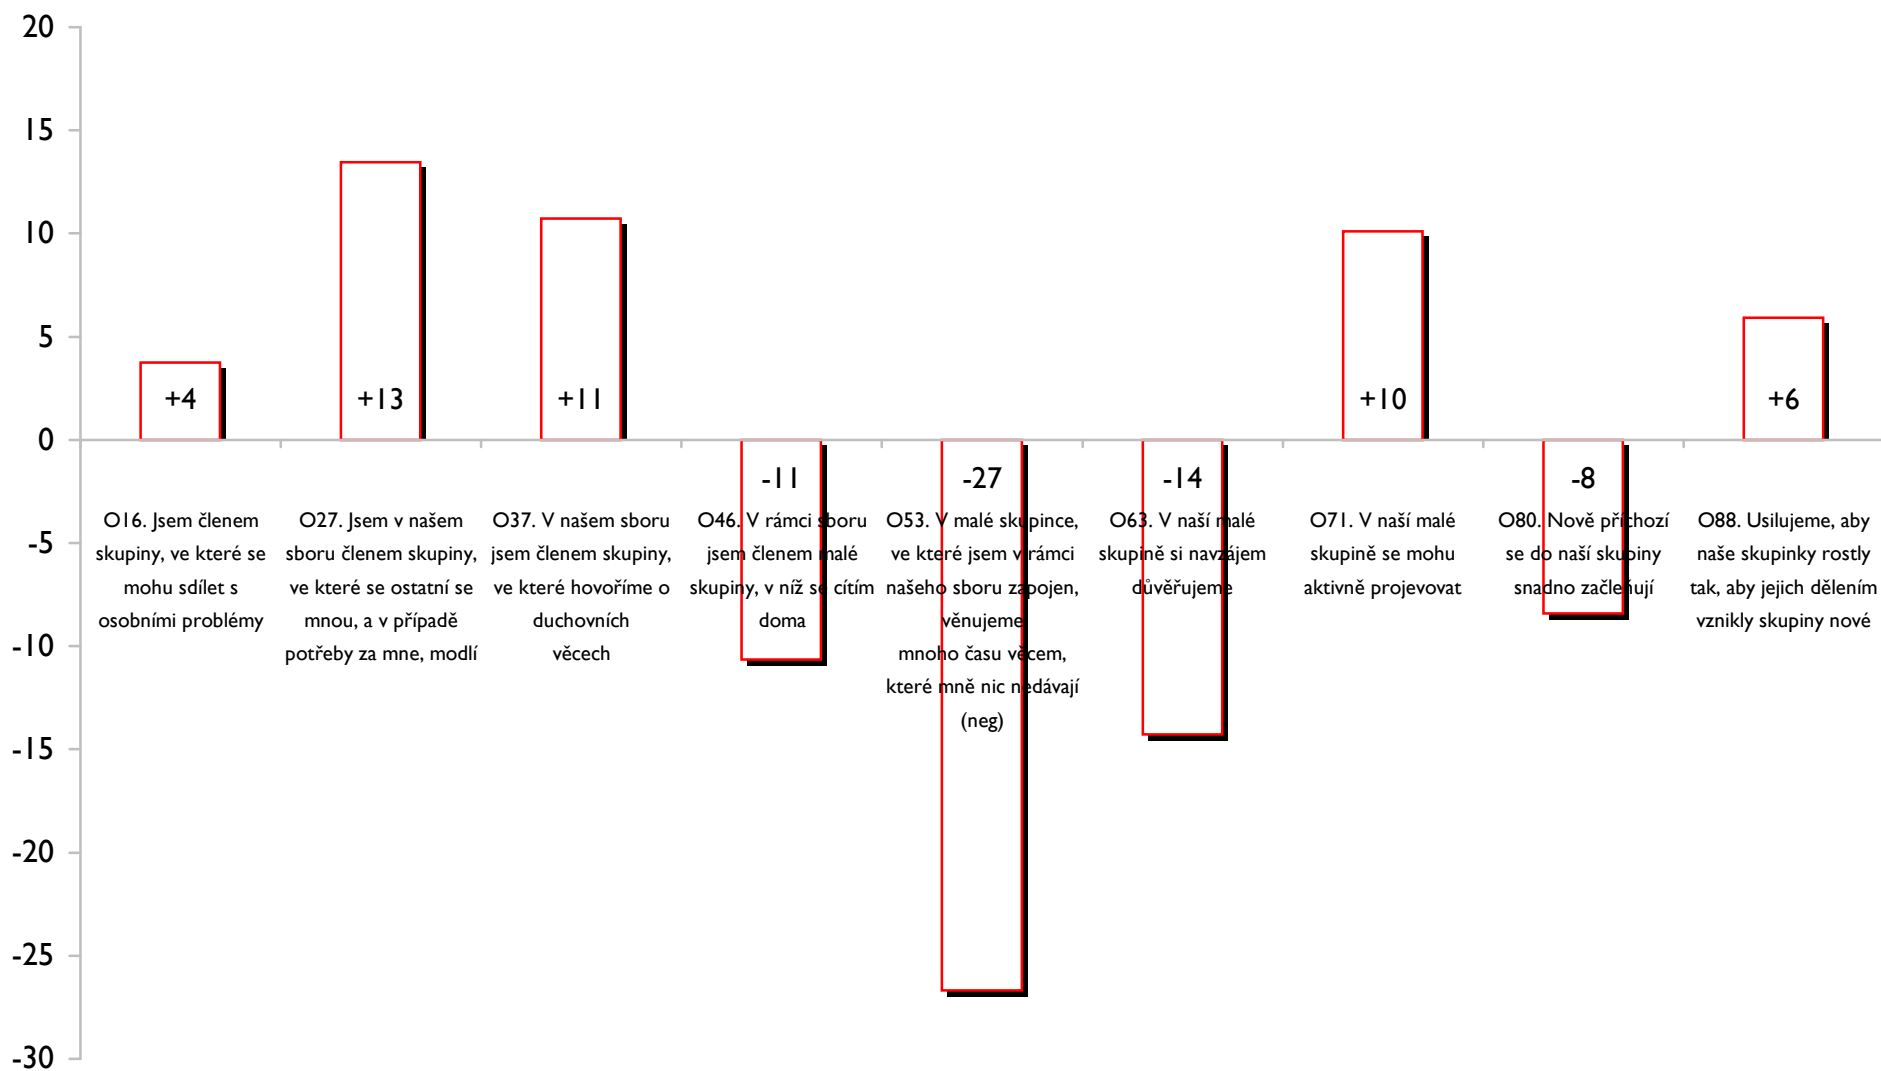 20
15
10
5
0
-5
-10
-15
-20
-25
-30
+4
+13
+11
-11
-27
-14
+10
-8
+6
O16. Jsem členem
skupiny, ve které se
mohu sdílet s
osobními problémy
O27. Jsem v našem
sboru členem skupiny,
ve které se ostatní se
mnou, a v případě
potřeby za mne, modlí
O37. V našem sboru
jsem členem skupiny,
ve které hovoříme o
duchovních
věcech
O46. V rámci sboru
jsem členem malé
skupiny, v níž se cítím
doma
O53. V malé skupince,
ve které jsem v rámci
našeho sboru zapojen,
věnujeme
mnoho času věcem,
které mně nic nedávají
(neg)
O63. V naší malé
skupině si navzájem
důvěřujeme
O71. V naší malé
skupině se mohu
aktivně projevovat
O80. Nově příchozí
se do naší skupiny
snadno začleňují
O88. Usilujeme, aby
naše skupinky rostly
tak, aby jejich dělením
vznikly skupiny nové